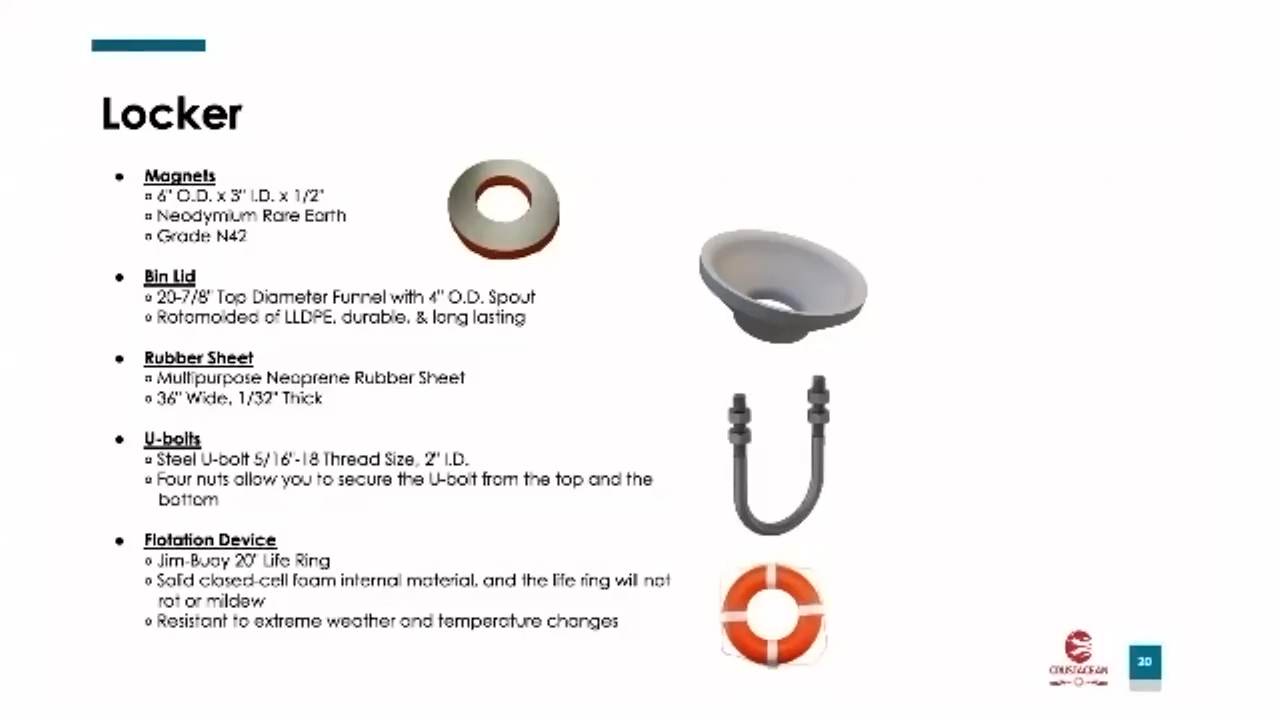 Locker
● Magnets
▫ 6" O.D. x 3" I.D. x 1/2"
▫ Neodymium Rare Earth
▫ Grade N42
● Bin Lid
▫ 20-7/8" Top Diameter Funnel with 4" O.D. Spout
▫ Rotomolded of LLDPE, durable, & long lasting
● Rubber Sheet
▫ Multipurpose Neoprene Rubber Sheet
▫ 36" Wide, 1/32" Thick
● U-bolts
▫ Steel U-bolt 5/16"-18 Thread Size, 2" I.D.
▫ Four nuts allow you to secure the U-bolt from the top and the
bottom
● Flotation Device
▫ Jim-Buoy 20" Life Ring
▫ Solid closed-cell foam internal material, and the life ring will not
rot or mildew
▫ Resistant to extreme weather and temperature changes
CRUSTACEAN
20